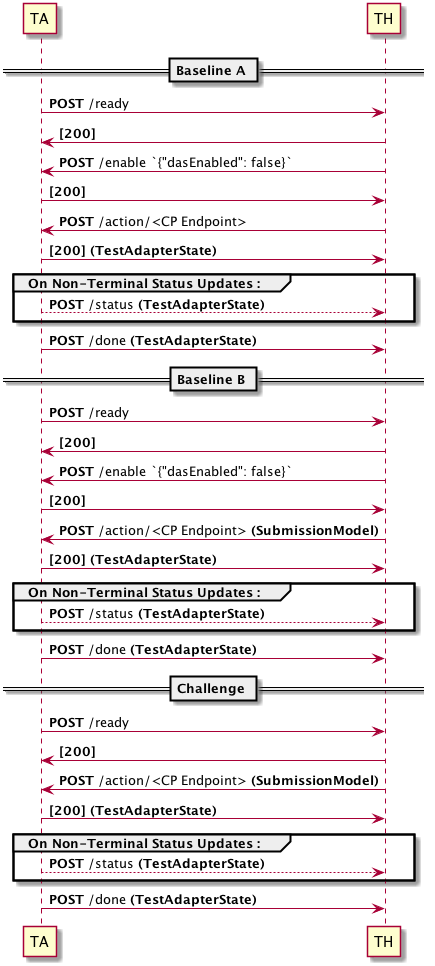 TA TH
Baseline A
POST /ready
[200]
POST /enable `{"dasEnabled": false}`
[200]
POST /action/<CP Endpoint>
[200] (TestAdapterState)
On Non-Terminal Status Updates :
POST /status (TestAdapterState)
POST /done (TestAdapterState)
Baseline B
POST /ready
[200]
POST /enable `{"dasEnabled": false}`
[200]
POST /action/<CP Endpoint> (SubmissionModel)
[200] (TestAdapterState)
On Non-Terminal Status Updates :
POST /status (TestAdapterState)
POST /done (TestAdapterState)
Challenge
POST /ready
[200]
POST /action/<CP Endpoint> (SubmissionModel)
[200] (TestAdapterState)
On Non-Terminal Status Updates :
POST /status (TestAdapterState)
POST /done (TestAdapterState)
TA TH